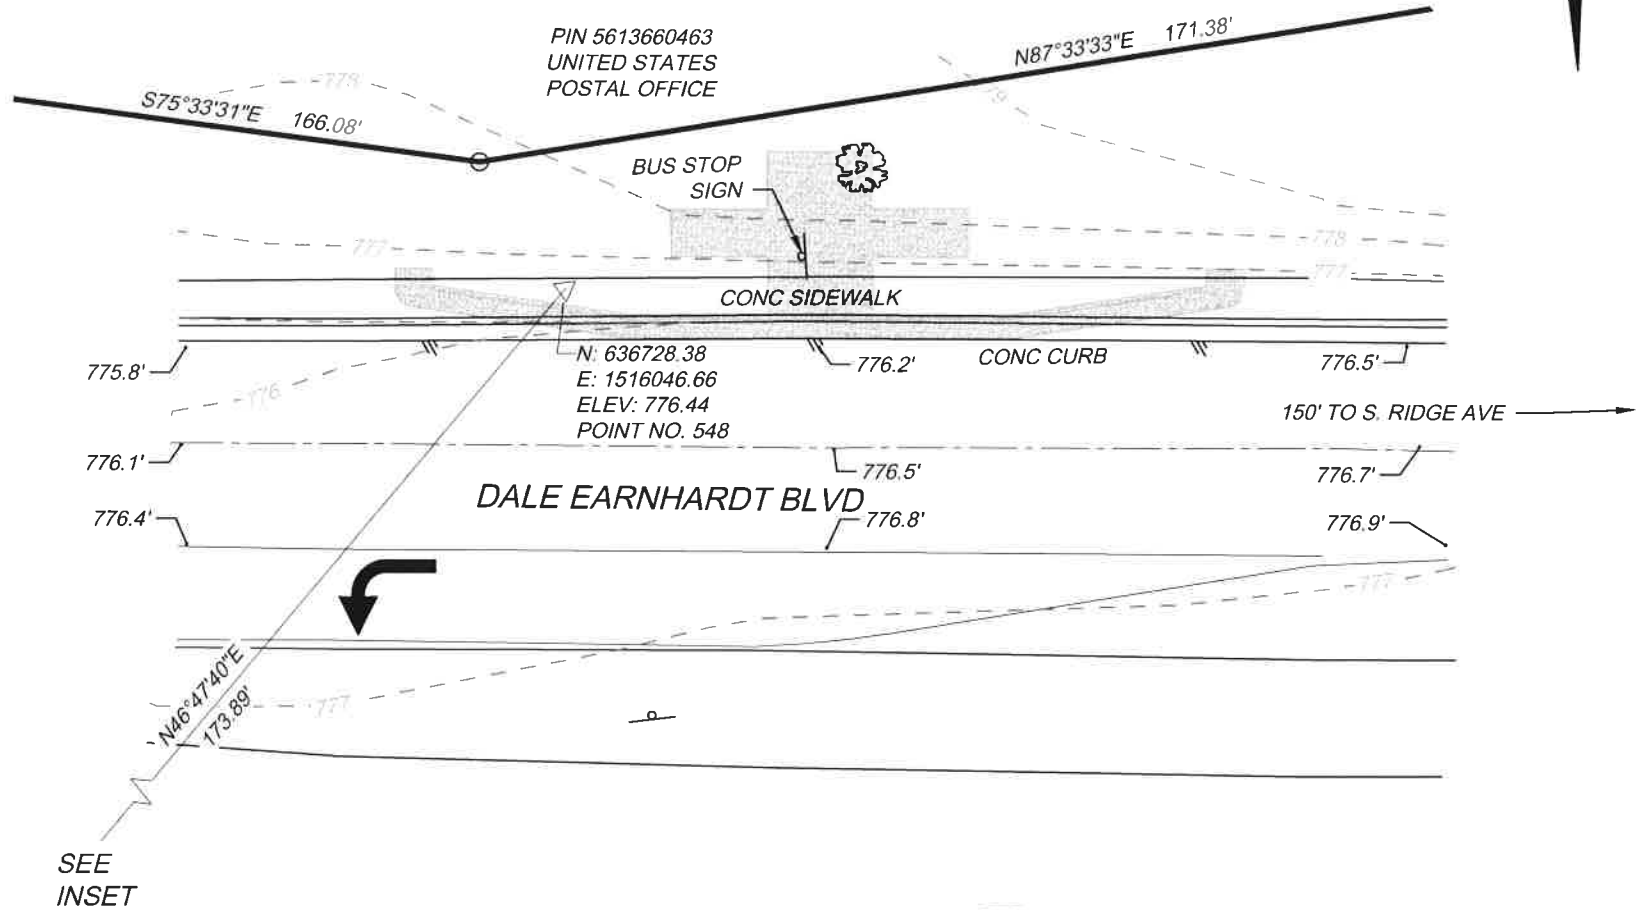 PIN 5613660463
UNITED STATES
POSTAL OFFICE
N87°33'33"E 171.38'
S75°33'31"E 166.08'
778
79
BUS STOP
SIGN
777
778
777
CONC SIDEWALK
775.8'
N: 636728.38
E: 1516046.66
ELEV: 776.44
POINT NO. 548
776.2'
CONC CURB
776.5'
776
150' TO S. RIDGE AVE
776.1'
776.5'
776.7'
DALE EARNHARDT BLVD
776.4'
776.8'
776.9'
777
N46°47'40"E
173.89'
777
SEE
INSET